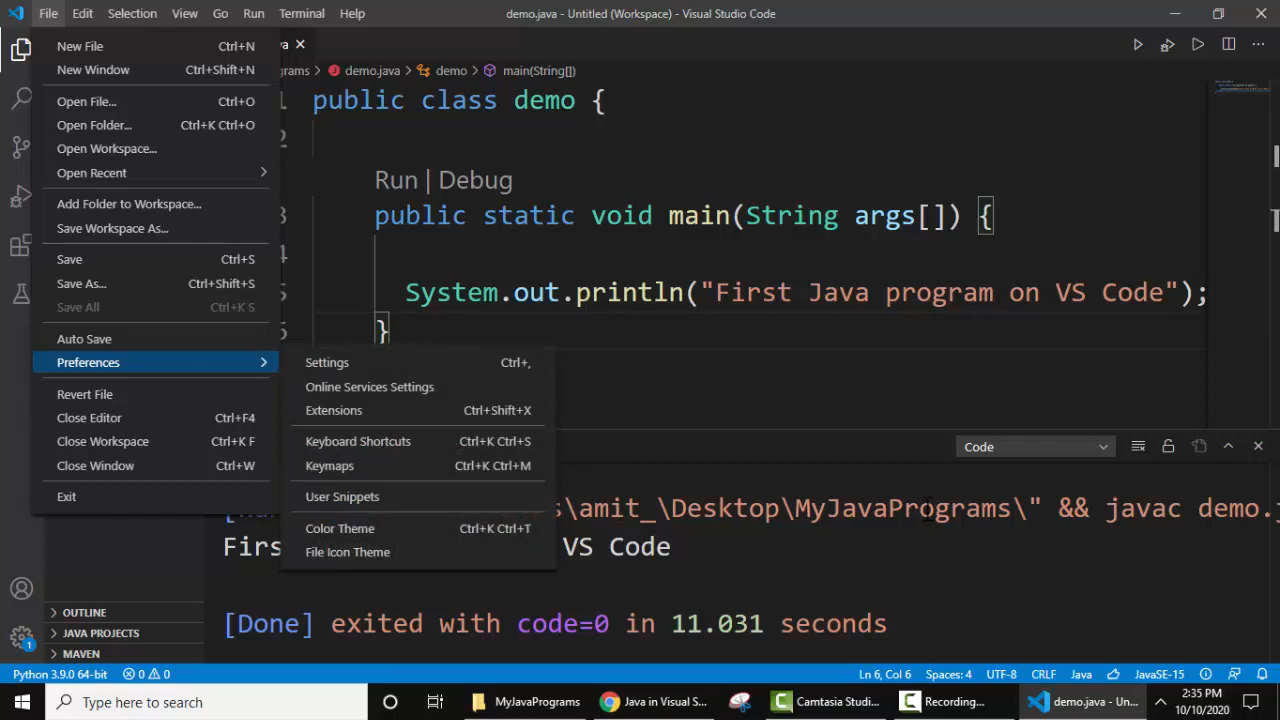 File Edit Selection View Go Run Terminal Help demo.java - Untitled (Workspace) - Visual Studio Code
New File Ctrl+N
New Window Ctrl+Shift+N
Open File... Ctrl+O
Open Folder... Ctrl+K Ctrl+O
Open Workspace...
Open Recent
Add Folder to Workspace...
Save Workspace As...
Save Ctrl+S
Save As... Ctrl+Shift+S
Save All Ctrl+K S
Auto Save
Preferences
Revert File
Close Editor Ctrl+F4
Close Workspace Ctrl+K F
Close Window Ctrl+W
Exit
Settings Ctrl+,
Online Services Settings
Extensions Ctrl+Shift+X
Keyboard Shortcuts Ctrl+K Ctrl+S
Keymaps Ctrl+K Ctrl+M
User Snippets
Color Theme Ctrl+K Ctrl+T
File Icon Theme
demo.java > demo > main(String[])
1 public class demo {
2
Run | Debug
3 public static void main(String args[]) {
4
5 System.out.println("First Java program on VS Code");
5 }
Code
\amit_\Desktop\MyJavaPrograms\" && javac demo.
First VS Code
[Done] exited with code=0 in 11.031 seconds
OUTLINE
JAVA PROJECTS
MAVEN
1
Python 3.9.0 64-bit 0 0 Ln 6, Col 6 Spaces: 4 UTF-8 CRLF Java JavaSE-15
Type here to search MyJavaPrograms Java in Visual S... Camtasia Studi... Recording... demo.java - Un... 2:35 PM
10/10/2020